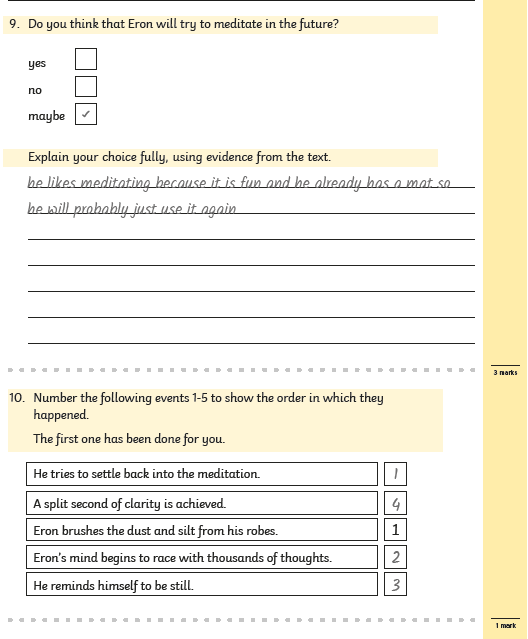 9. Do you think that Eron will try to meditate in the future?
yes
no
maybe ✓
Explain your choice fully, using evidence from the text.
he likes meditating because it is fun and he already has a mat so
he will probably just use it again
3 marks
10. Number the following events 1-5 to show the order in which they
happened.
The first one has been done for you.
He tries to settle back into the meditation. 1
A split second of clarity is achieved. 4
Eron brushes the dust and silt from his robes. 1
Eron's mind begins to race with thousands of thoughts. 2
He reminds himself to be still. 3
1 mark